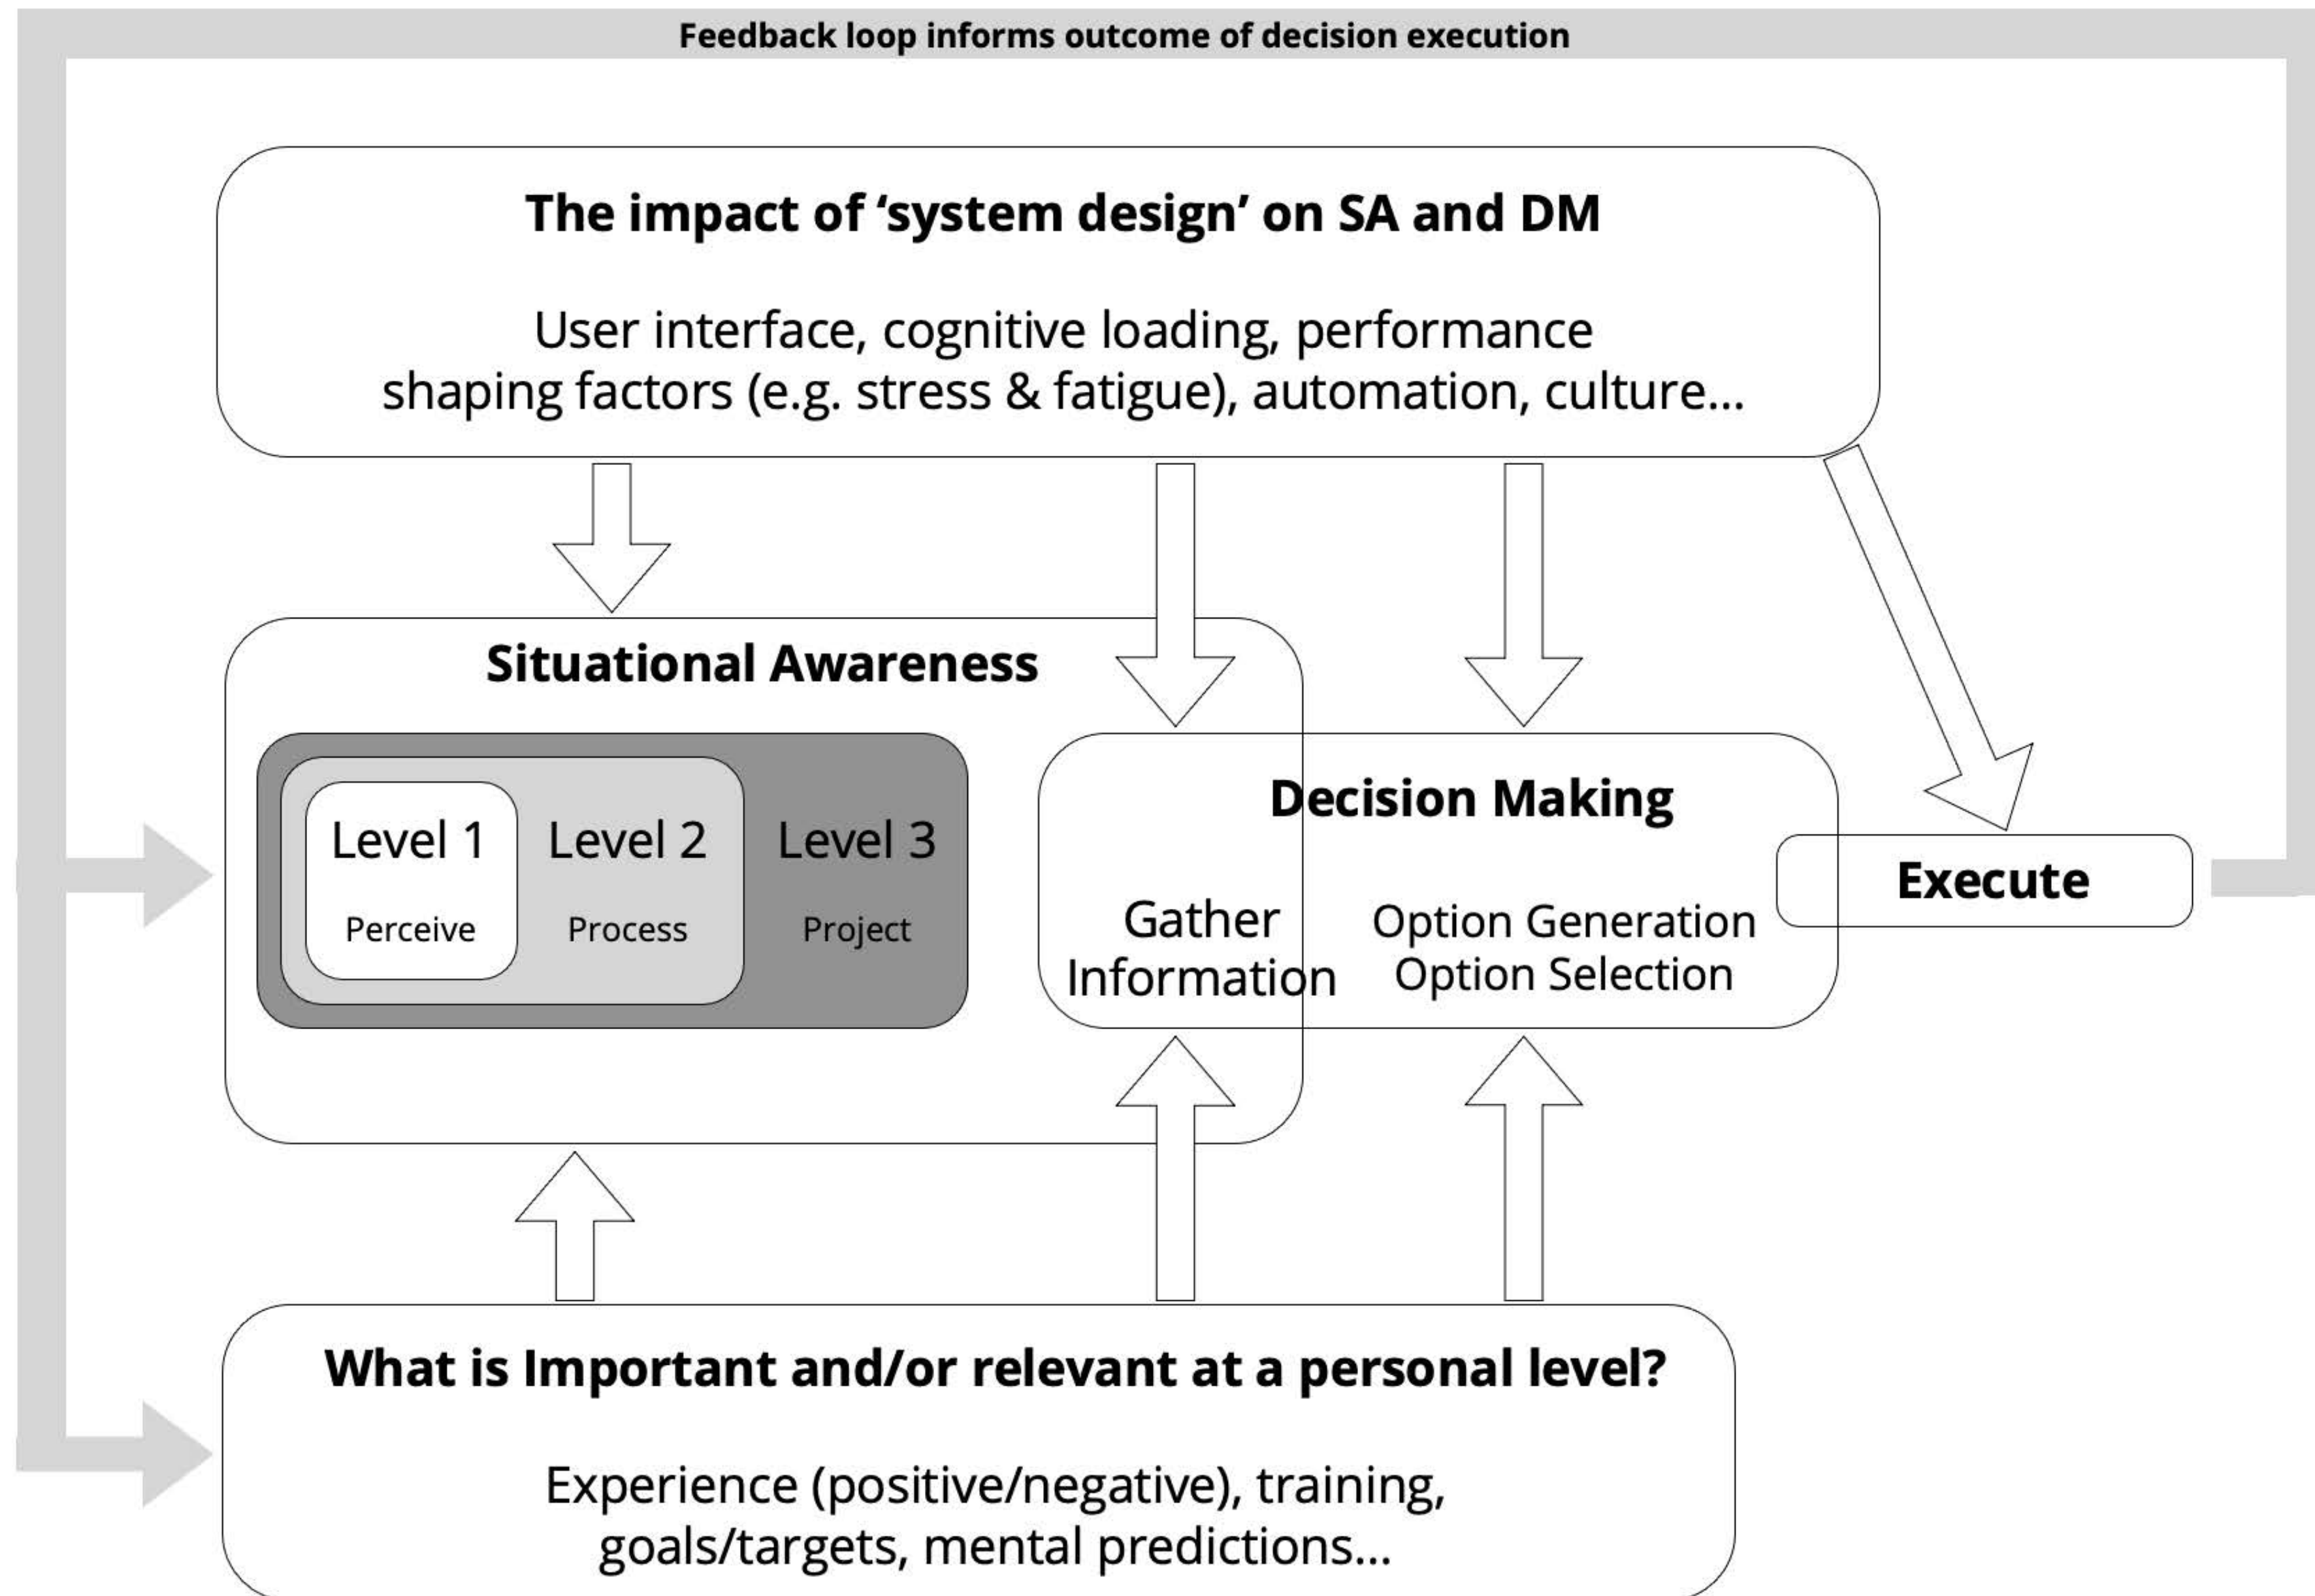 Feedback loop informs outcome of decision execution
The impact of ‘system design’ on SA and DM
User interface, cognitive loading, performance
shaping factors (e.g. stress & fatigue), automation, culture...
Situational Awareness
Level 1
Perceive
Level 2
Process
Level 3
Project
Decision Making
Gather
Information
Option Generation
Option Selection
Execute
What is Important and/or relevant at a personal level?
Experience (positive/negative), training,
goals/targets, mental predictions...